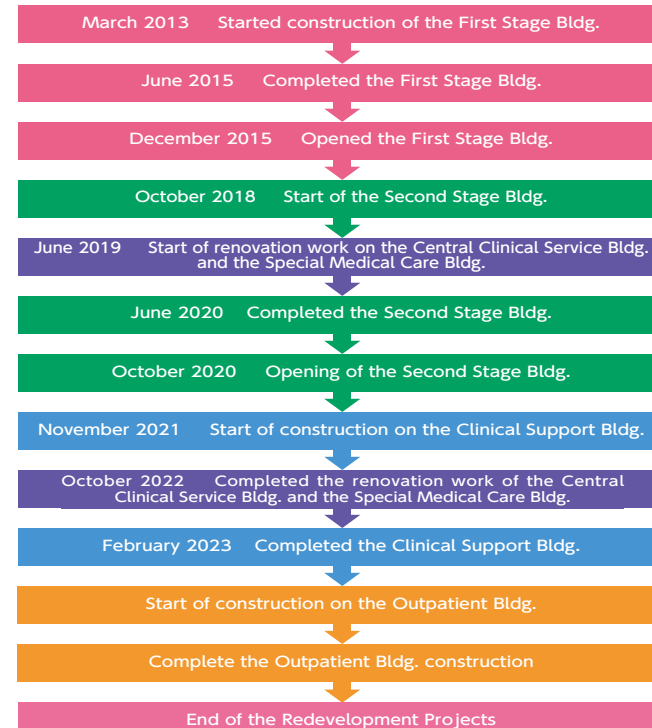 March 2013 Started construction of the First Stage Bldg.
June 2015 Completed the First Stage Bldg.
December 2015 Opened the First Stage Bldg.
October 2018 Start of the Second Stage Bldg.
June 2019 Start of renovation work on the Central Clinical Service Bldg.
and the Special Medical Care Bldg.
June 2020 Completed the Second Stage Bldg.
October 2020 Opening of the Second Stage Bldg.
November 2021 Start of construction on the Clinical Support Bldg.
October 2022 Completed the renovation work of the Central
Clinical Service Bldg. and the Special Medical Care Bldg.
February 2023 Completed the Clinical Support Bldg.
Start of construction on the Outpatient Bldg.
Complete the Outpatient Bldg. construction
End of the Redevelopment Projects